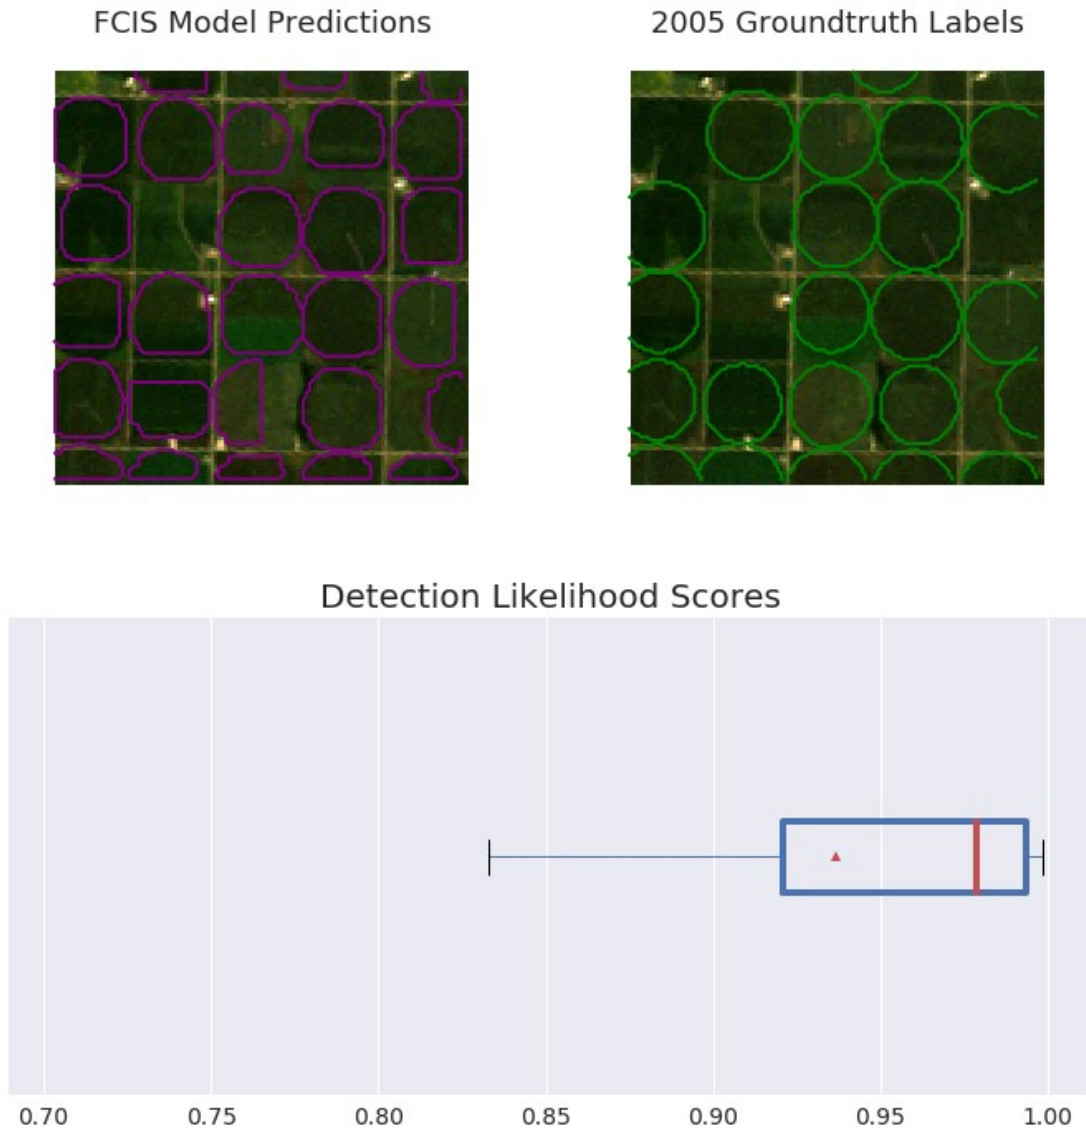 FCIS Model Predictions
2005 Groundtruth Labels
Detection Likelihood Scores
0.70 0.75 0.80 0.85 0.90 0.95 1.00